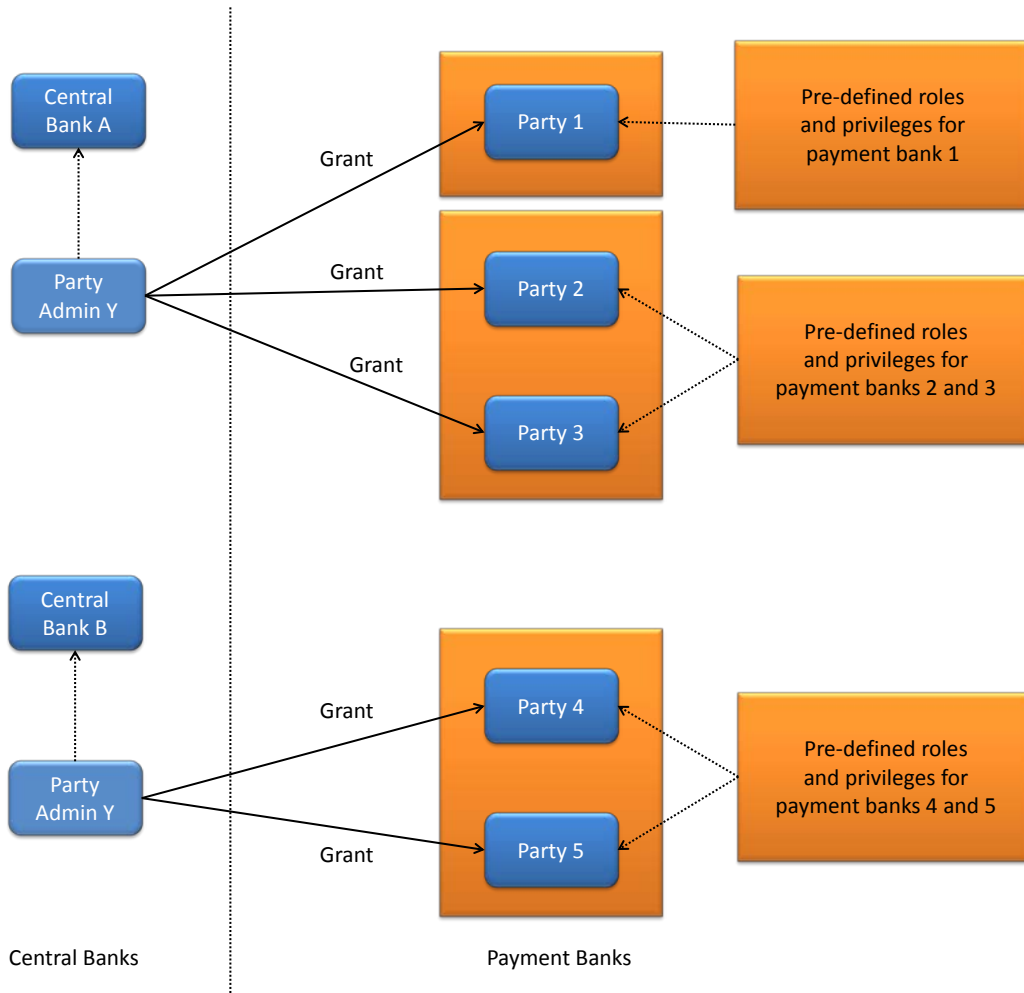 Central
Bank A
Party
Admin Y
Grant
Grant
Grant
Party 1
Party 2
Party 3
Pre-defined roles
and privileges for
payment bank 1
Pre-defined roles
and privileges for
payment banks 2 and 3
Central
Bank B
Party
Admin Y
Grant
Grant
Party 4
Party 5
Pre-defined roles
and privileges for
payment banks 4 and 5
Central Banks
Payment Banks